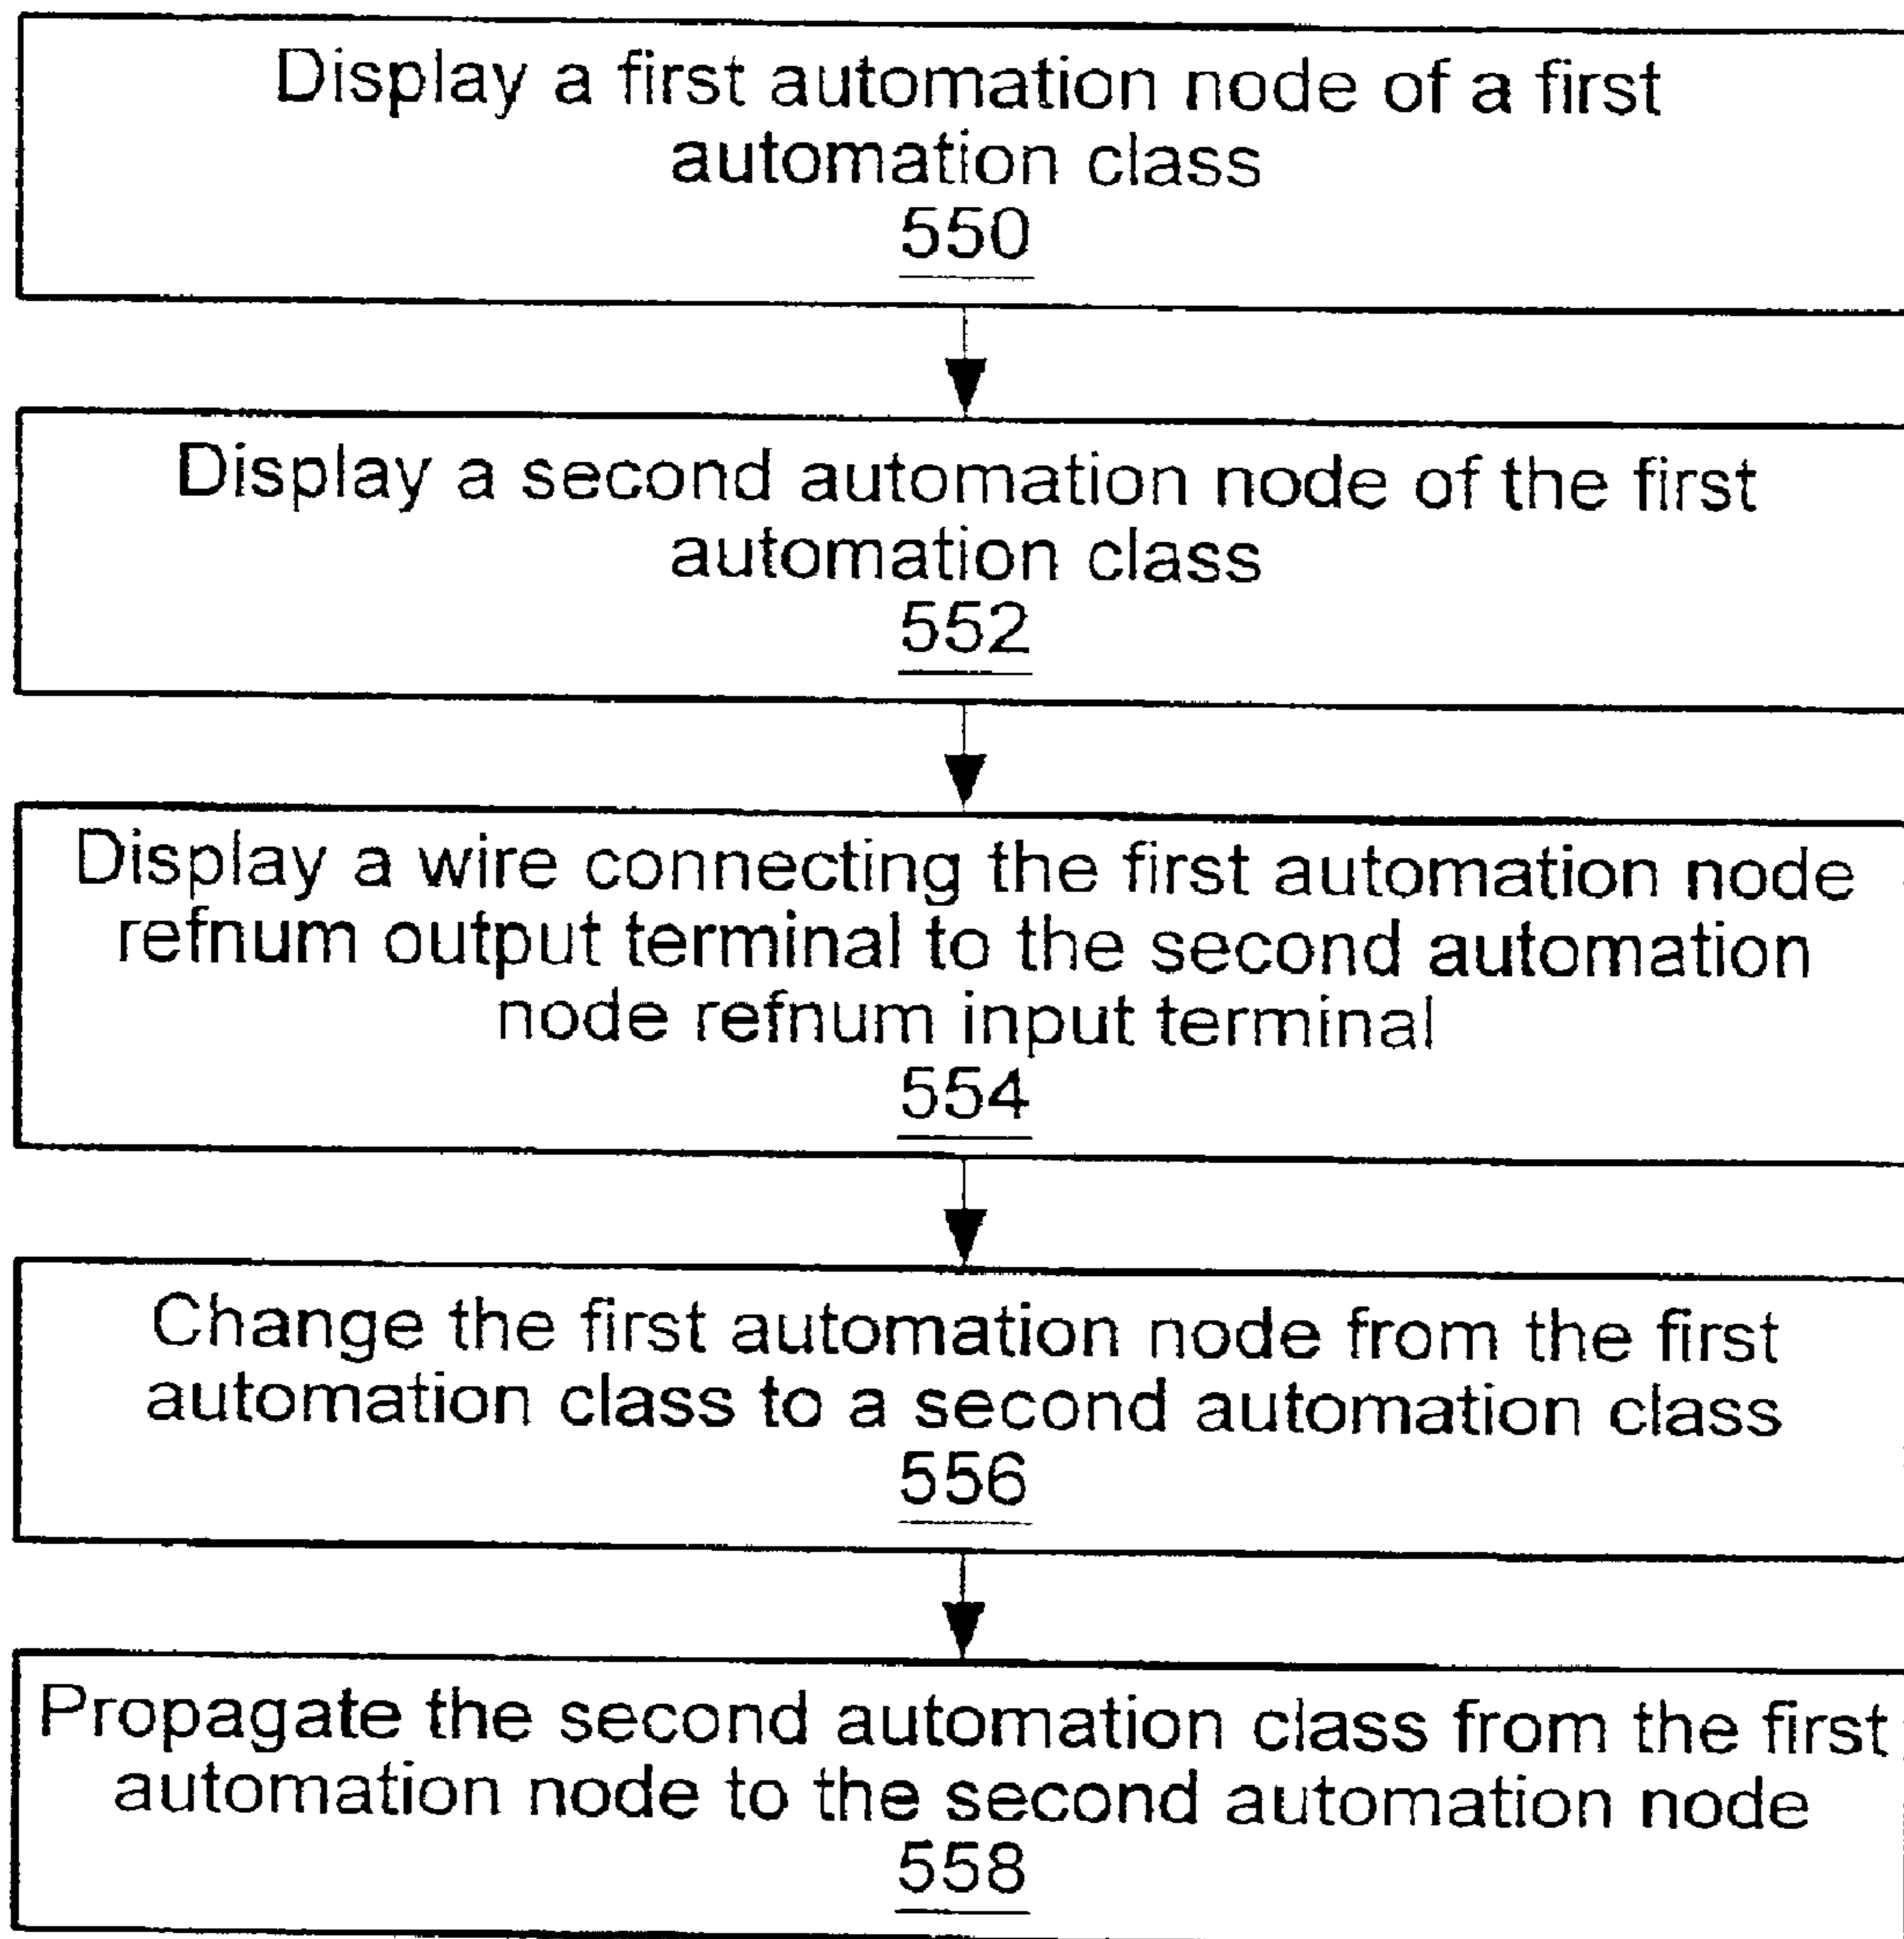 Display a first automation node of a first
automation class
550
Display a second automation node of the first
automation class
552
Display a wire connecting the first automation node
refnum output terminal to the second automation
node refnum input terminal
554
Change the first automation node from the first
automation class to a second automation class
556
Propagate the second automation class from the first
automation node to the second automation node
558